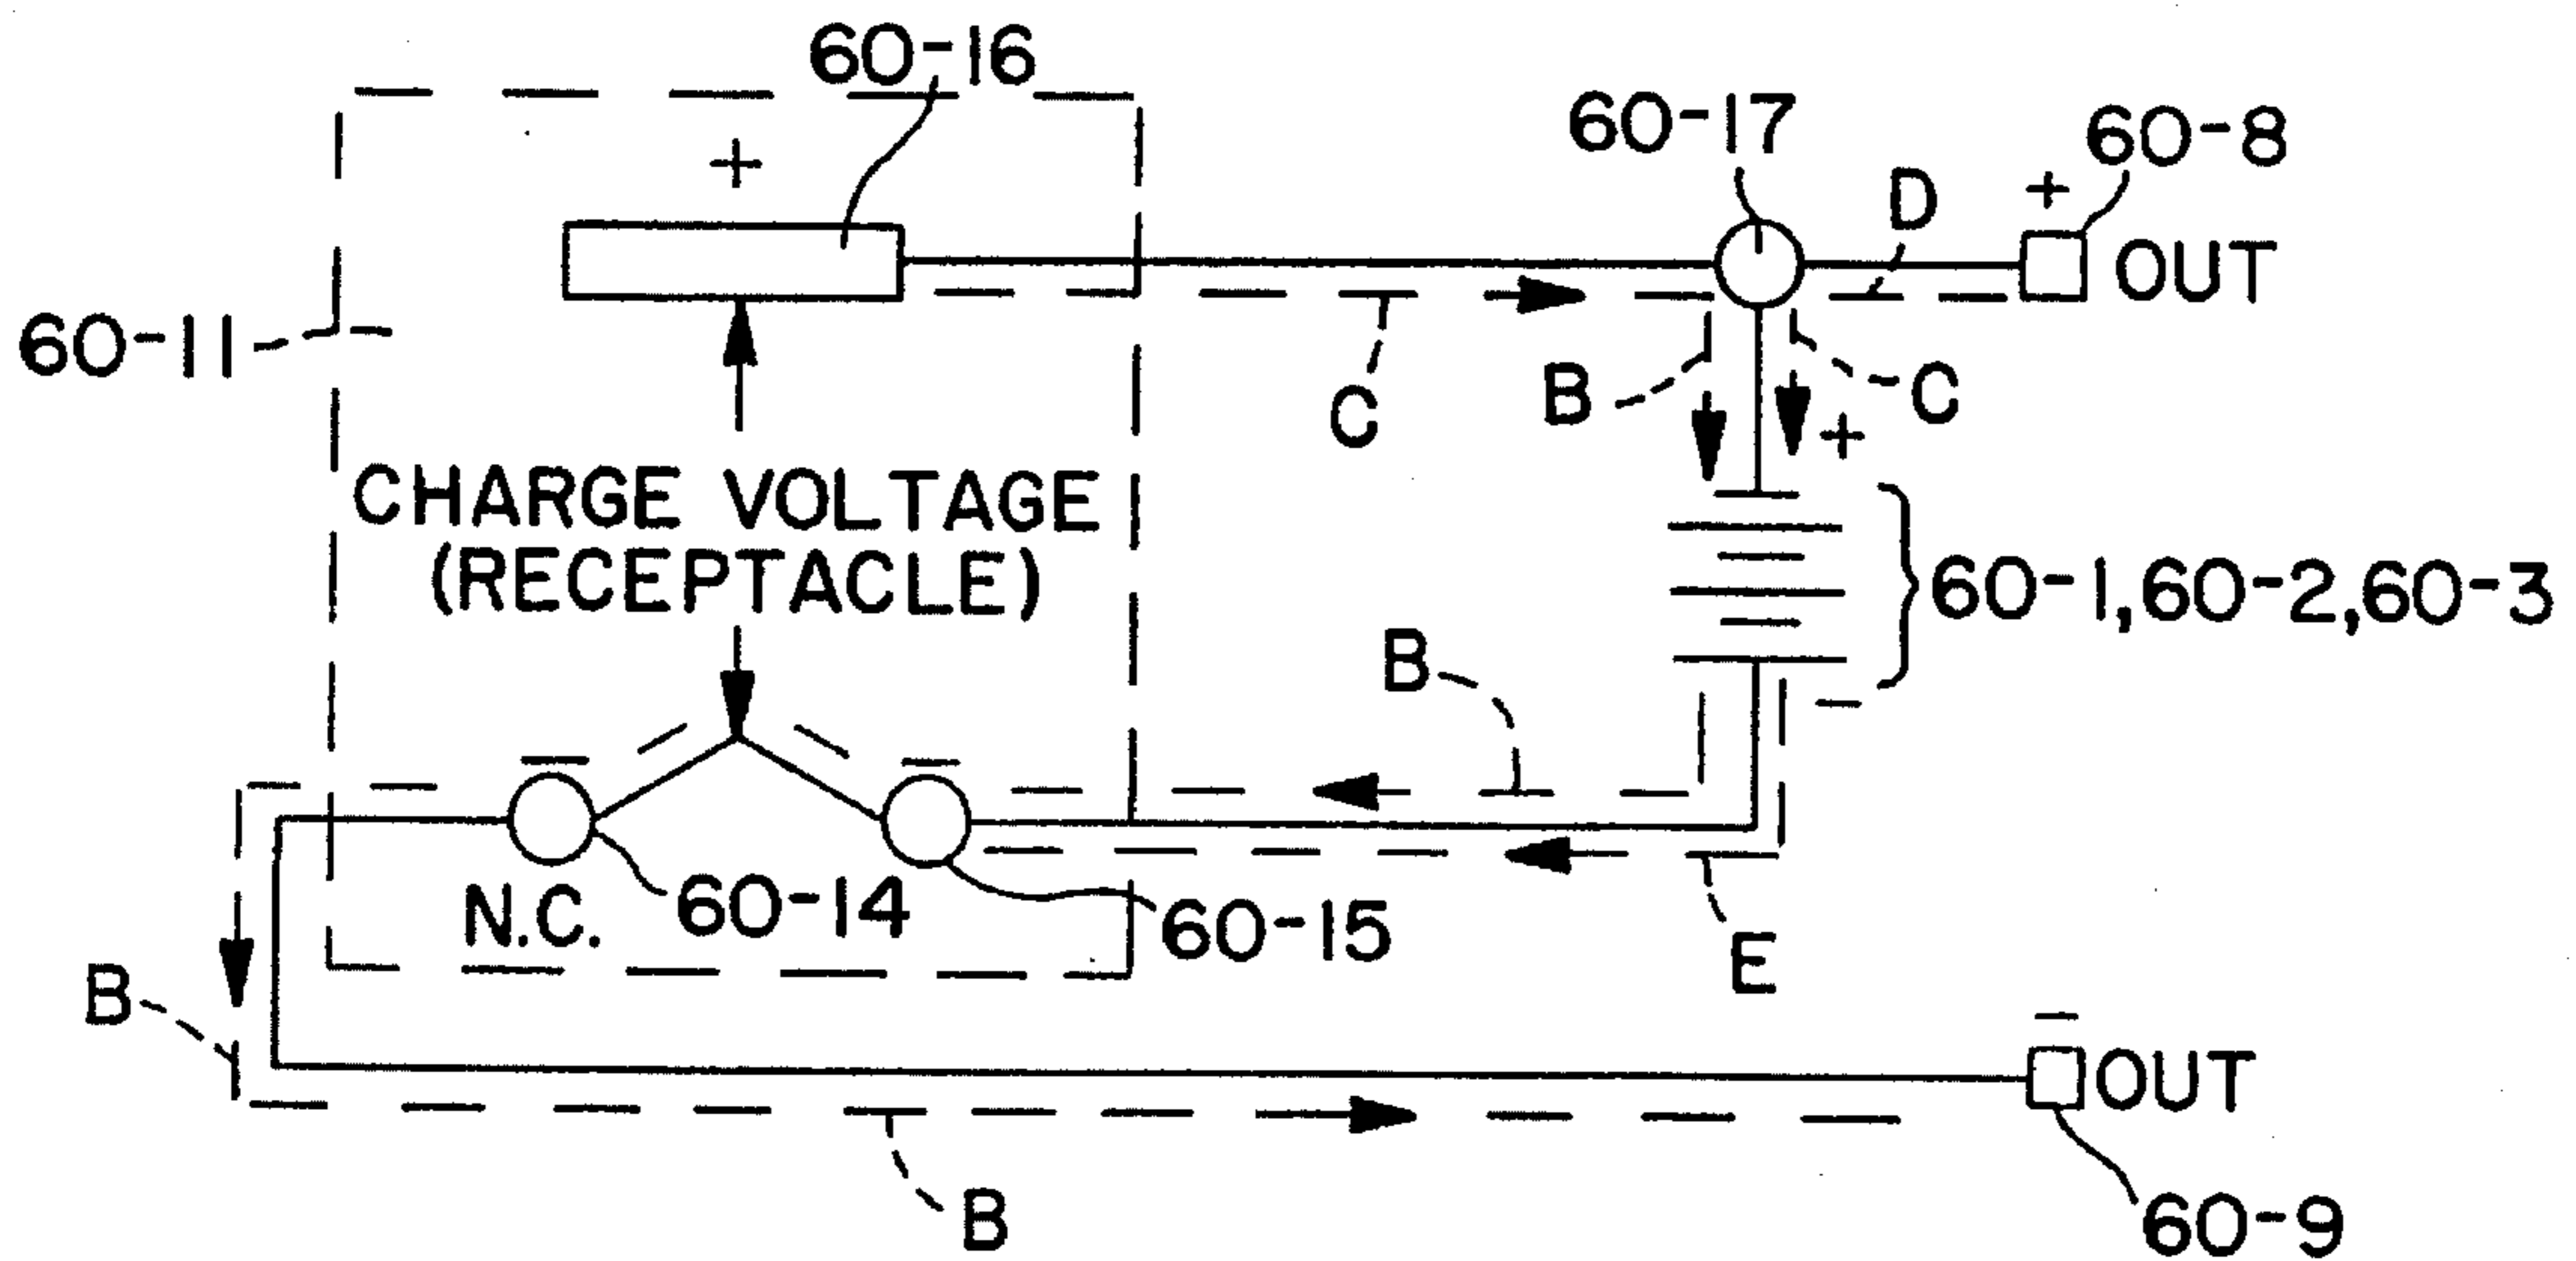 60-16
60-17
60-8
+
+
D
OUT
60-11
C
B
C
+
CHARGE VOLTAGE
(RECEPTACLE)
60-1,60-2,60-3
B
−
−
−
N.C.
60-14
60-15
E
B
−
OUT
B
60-9